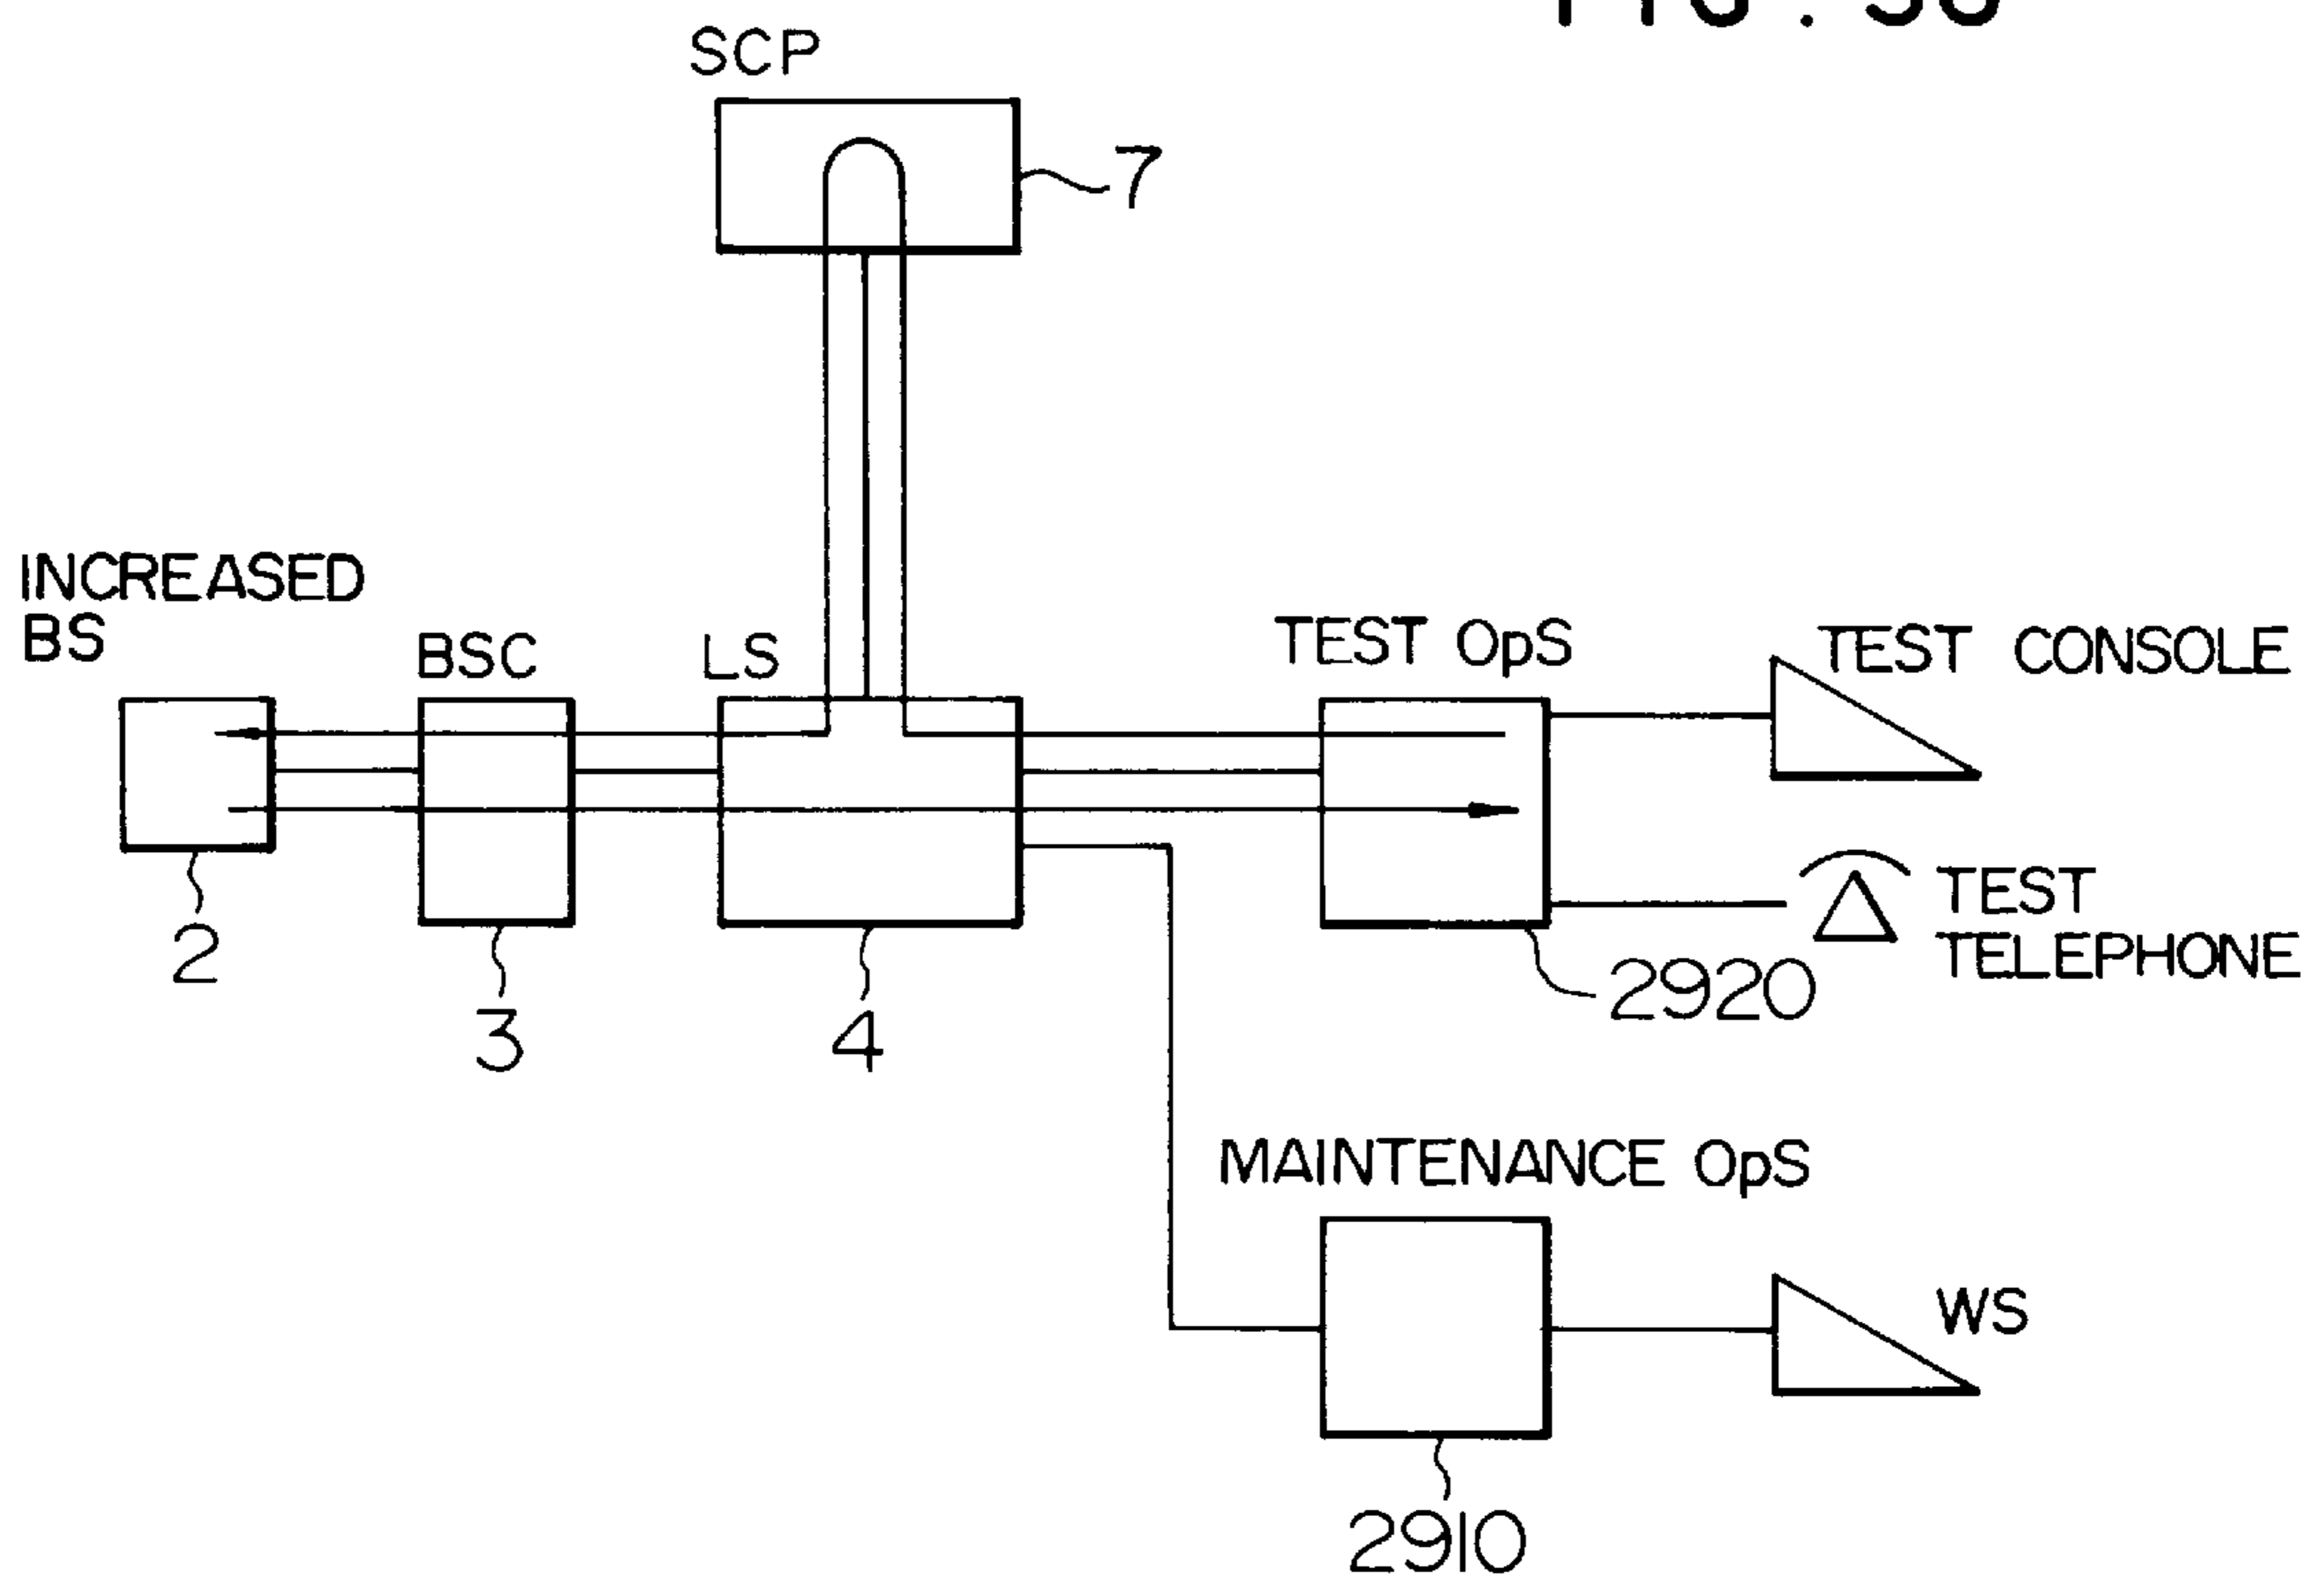 SCP
7
INCREASED
BS
BSC
LS
TEST OpS
TEST CONSOLE
TEST
TELEPHONE
2
3
4
2920
MAINTENANCE OpS
WS
2910